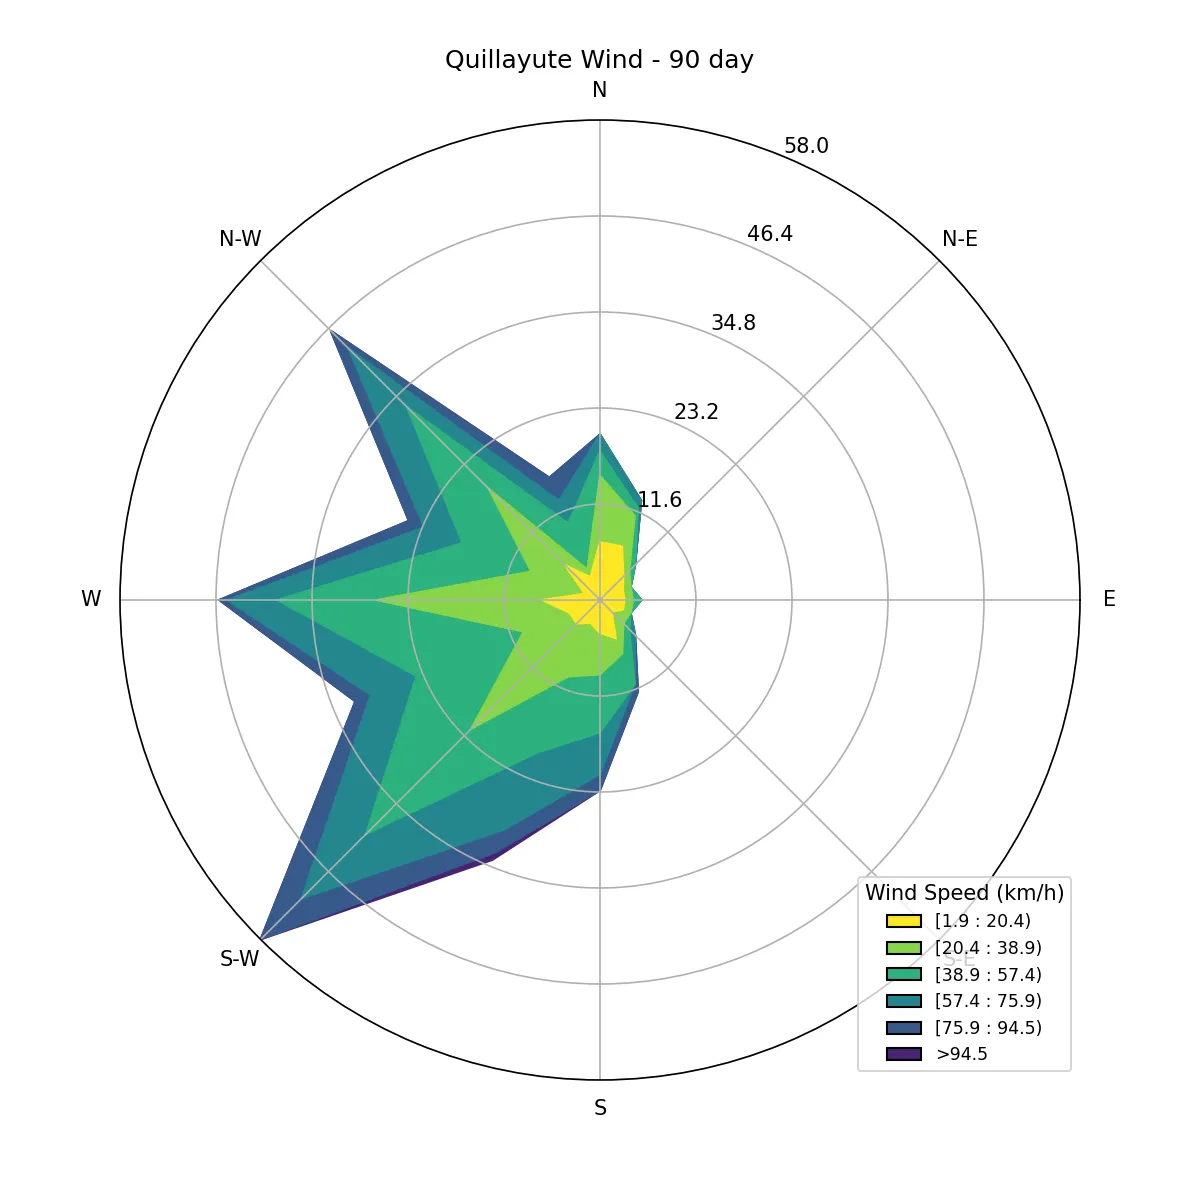 Quillayute Wind - 90 day
N
58.0
46.4
N-W
N-E
34.8
23.2
11.6
W
E
Wind Speed (km/h)
[1.9 : 20.4)
[20.4 : 38.9)
S-W
S-E
[38.9 : 57.4)
[57.4 : 75.9)
[75.9 : 94.5)
>94.5
S